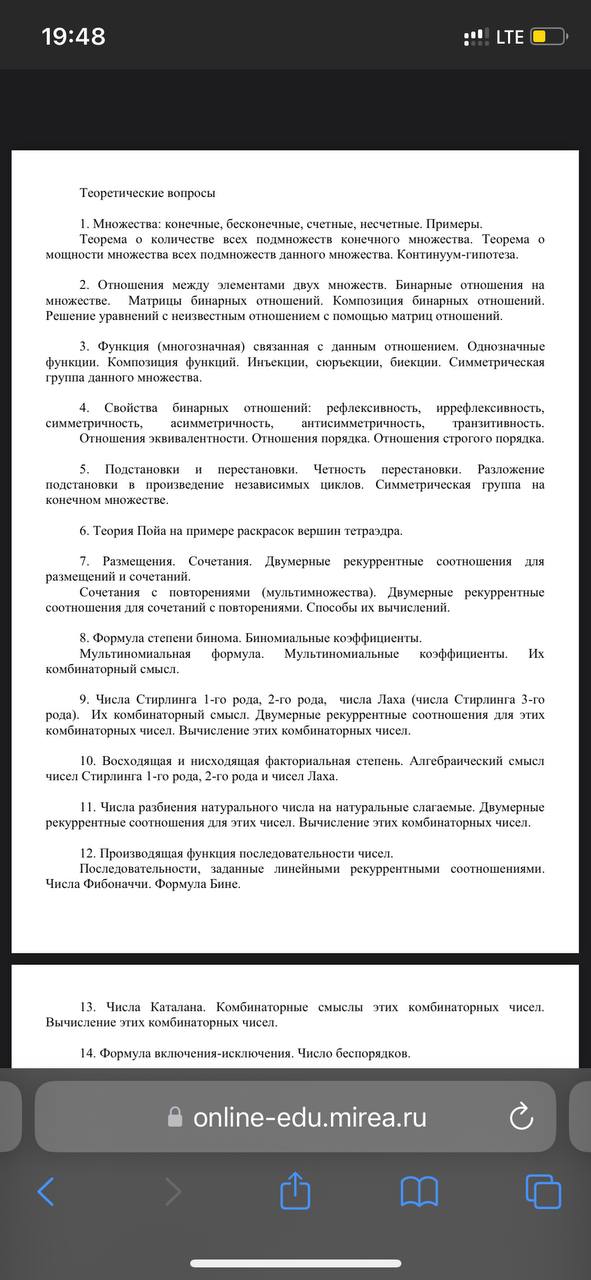 19:48
LTE
Теоретические вопросы
1. Множества: конечные, бесконечные, счетные, несчетные. Примеры.
Теорема о количестве всех подмножеств конечного множества. Теорема о
мощности множества всех подмножеств данного множества. Континуум-гипотеза.
2. Отношения между элементами двух множеств. Бинарные отношения на
множестве. Матрицы бинарных отношений. Композиция бинарных отношений.
Решение уравнений с неизвестным отношением с помощью матриц отношений.
3. Функция (многозначная) связанная с данным отношением. Однозначные
функции. Композиция функций. Инъекции, сюръекции, биекции. Симметрическая
группа данного множества.
4. Свойства бинарных отношений: рефлексивность, иррефлексивность,
симметричность, асимметричность, антисимметричность, транзитивность.
Отношения эквивалентности. Отношения порядка. Отношения строгого порядка.
5. Подстановки и перестановки. Четность перестановки. Разложение
подстановки в произведение независимых циклов. Симметрическая группа на
конечном множестве.
6. Теория Пойа на примере раскрасок вершин тетраэдра.
7. Размещения. Сочетания. Двумерные рекуррентные соотношения для
размещений и сочетаний.
Сочетания с повторениями (мультимножества). Двумерные рекуррентные
соотношения для сочетаний с повторениями. Способы их вычислений.
8. Формула степени бинома. Биномиальные коэффициенты.
Мультиномиальная формула. Мультиномиальные коэффициенты. Их
комбинаторный смысл.
9. Числа Стирлинга 1-го рода, 2-го рода, числа Лаха (числа Стирлинга 3-го
рода). Их комбинаторный смысл. Двумерные рекуррентные соотношения для этих
комбинаторных чисел. Вычисление этих комбинаторных чисел.
10. Восходящая и нисходящая факториальная степень. Алгебраический смысл
чисел Стирлинга 1-го рода, 2-го рода и чисел Лаха.
11. Числа разбиения натурального числа на натуральные слагаемые. Двумерные
рекуррентные соотношения для этих чисел. Вычисление этих комбинаторных чисел.
12. Производящая функция последовательности чисел.
Последовательности, заданные линейными рекуррентными соотношениями.
Числа Фибоначчи. Формула Бине.
13. Числа Каталана. Комбинаторные смыслы этих комбинаторных чисел.
Вычисление этих комбинаторных чисел.
14. Формула включения-исключения. Число беспорядков.
online-edu.mirea.ru